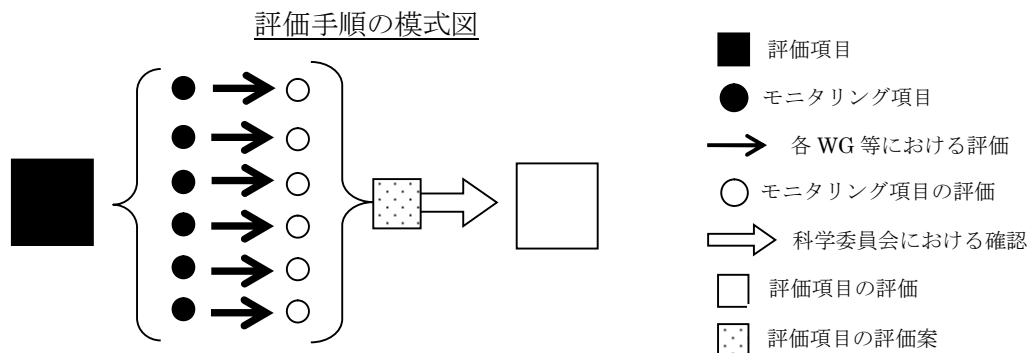 評価手順の模式図
評価項目
モニタリング項目
各 WG 等における評価
モニタリング項目の評価
科学委員会における確認
評価項目の評価
評価項目の評価案